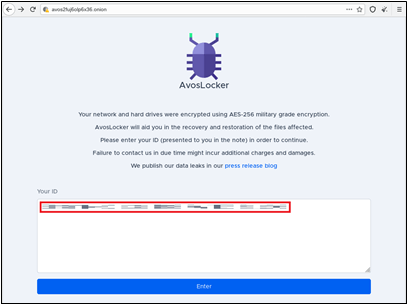 avos2fuj6olp6x36.onion
AvosLocker
Your network and hard drives were encrypted using AES-256 military grade encryption.
AvosLocker will aid you in the recovery and restoration of the files affected.
Please enter your ID (presented to you in the note) in order to continue.
Failure to contact us in due time might incur additional charges and damages.
We publish our data leaks in our press release blog
Your ID
Enter